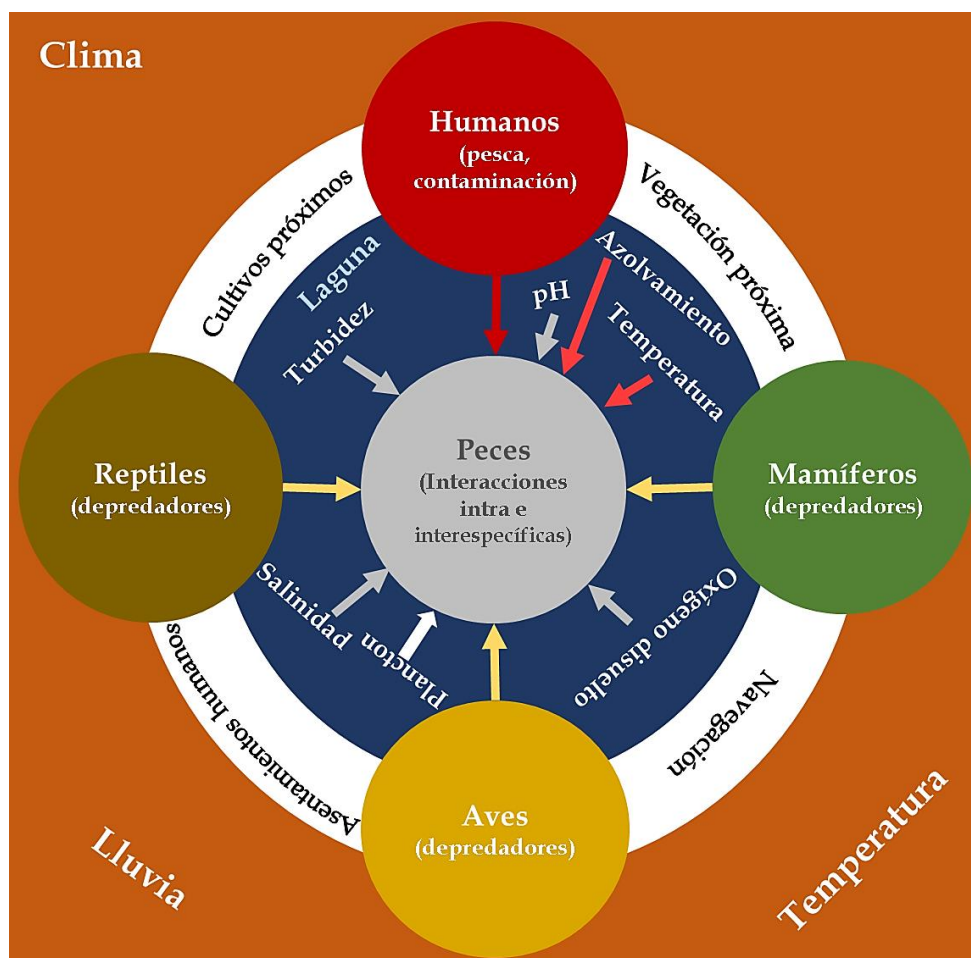 Clima
Humanos
(pesca,
contaminación)
Cultivos próximos
Vegetación próxima
Laguna
Turbidez
pH
Azolvamiento
Temperatura
Reptiles
(depredadores)
Peces
(Interacciones
intra e
interespecíficas)
Mamíferos
(depredadores)
Salinidad
Plancton
Oxígeno disuelto
Asentamientos humanos
Navegación
Aves
(depredadores)
Lluvia
Temperatura